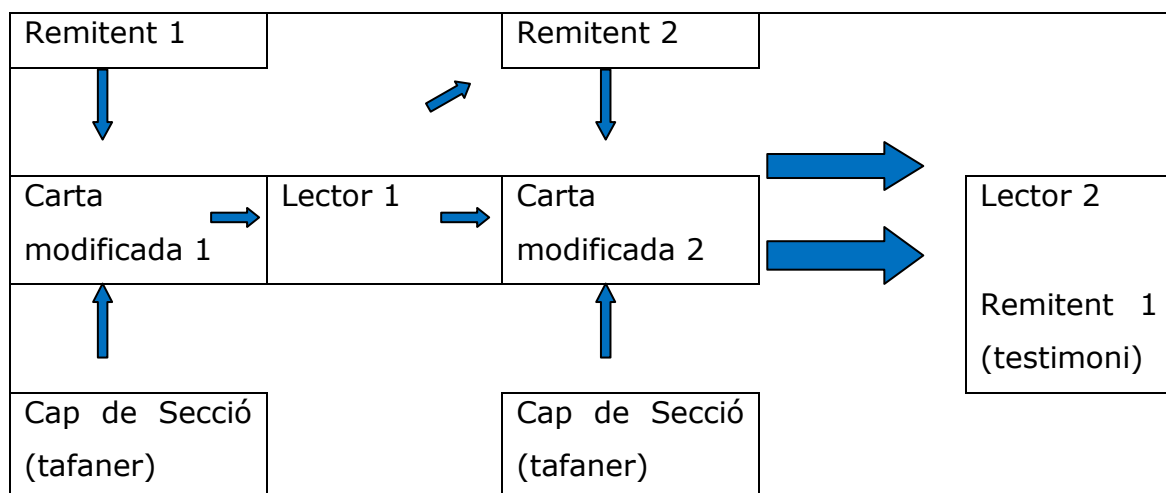 Remitent 1
Remitent 2
Carta
modificada 1
Lector 1
Carta
modificada 2
Lector 2
Remitent 1
(testimoni)
Cap de Secció
(tafaner)
Cap de Secció
(tafaner)